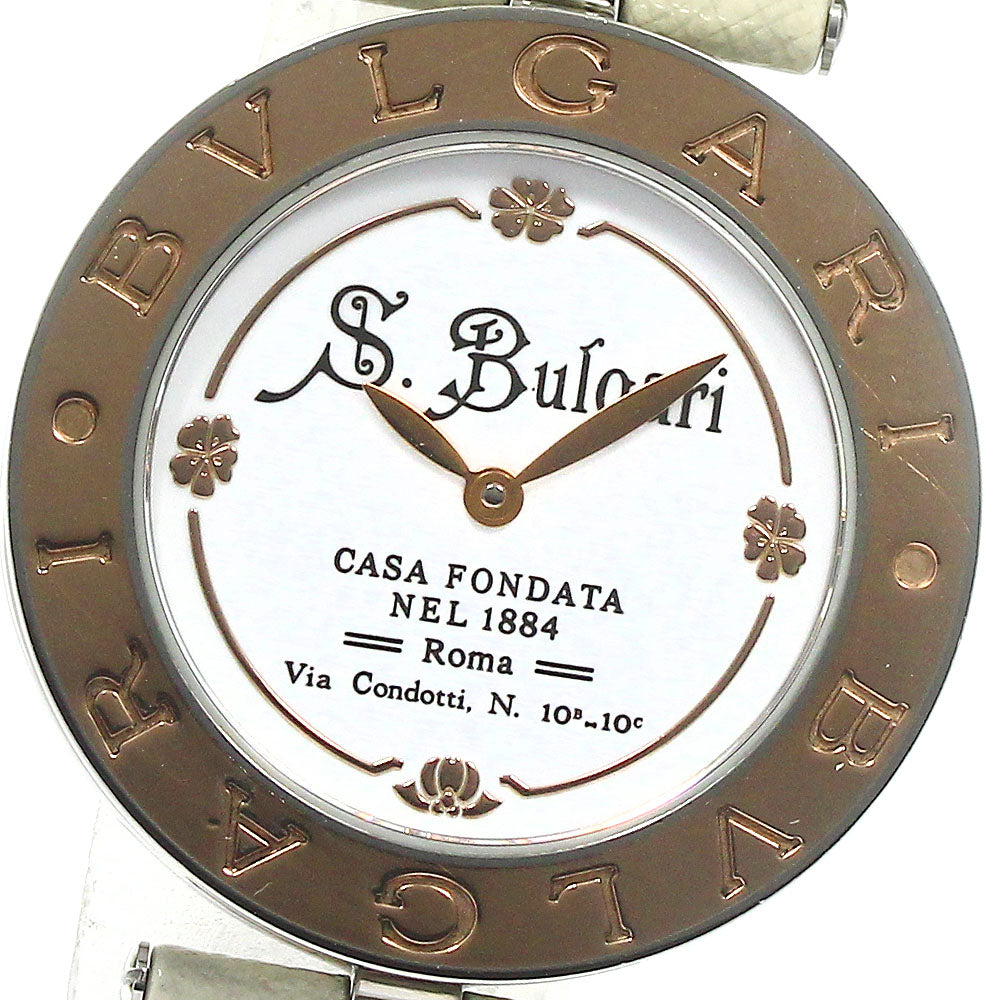 BVLGARI • BVLGARI •
S. Bulgari
CASA FONDATA
NEL 1884
Roma
Via Condotti, N. 10ᴮ-10ᶜ